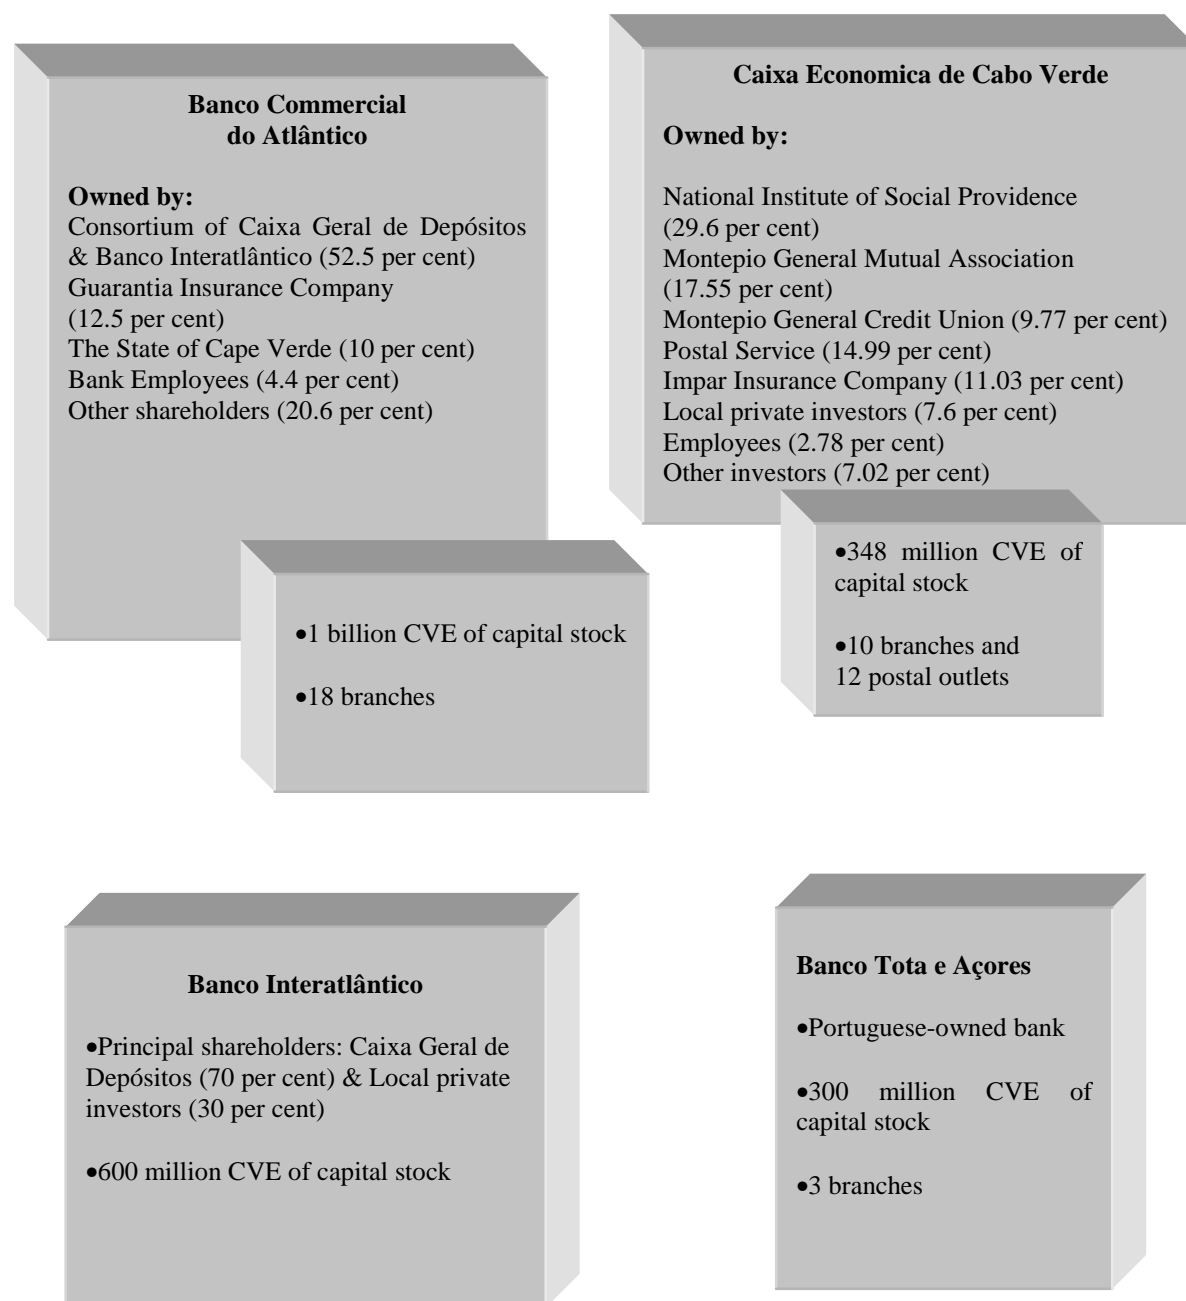 Banco Commercial
do Atlântico
Owned by:
Consortium of Caixa Geral de Depósitos
& Banco Interatlântico (52.5 per cent)
Guarantia Insurance Company
(12.5 per cent)
The State of Cape Verde (10 per cent)
Bank Employees (4.4 per cent)
Other shareholders (20.6 per cent)
•1 billion CVE of capital stock
•18 branches
Caixa Economica de Cabo Verde
Owned by:
National Institute of Social Providence
(29.6 per cent)
Montepio General Mutual Association
(17.55 per cent)
Montepio General Credit Union (9.77 per cent)
Postal Service (14.99 per cent)
Impar Insurance Company (11.03 per cent)
Local private investors (7.6 per cent)
Employees (2.78 per cent)
Other investors (7.02 per cent)
•348 million CVE of
capital stock
•10 branches and
12 postal outlets
Banco Interatlântico
•Principal shareholders: Caixa Geral de
Depósitos (70 per cent) & Local private
investors (30 per cent)
•600 million CVE of capital stock
Banco Tota e Açores
•Portuguese-owned bank
•300 million CVE of
capital stock
•3 branches